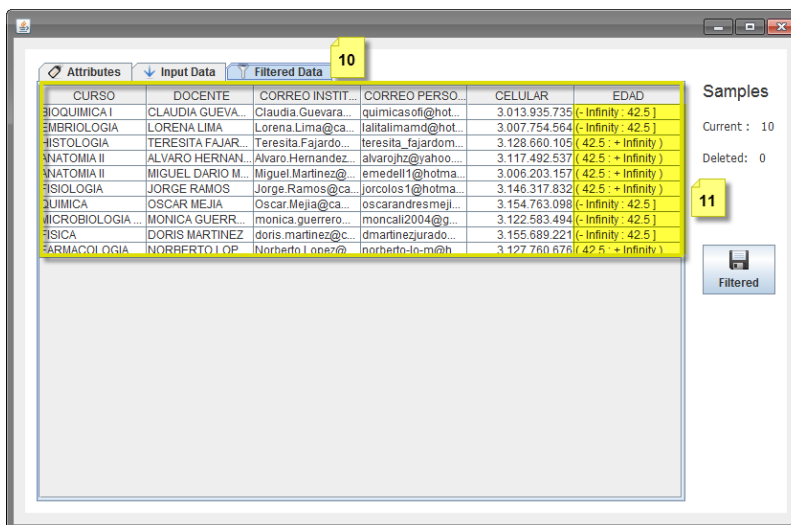 10
Attributes Input Data Filtered Data
CURSO DOCENTE CORREO INSTIT... CORREO PERSO... CELULAR EDAD
BIOQUIMICA I CLAUDIA GUEVA... Claudia.Guevara... quimicasofi@hot... 3.013.935.735 (- Infinity : 42.5 ]
EMBRIOLOGIA LORENA LIMA Lorena.Lima@ca... lalitalimamd@hot... 3.007.754.564 (- Infinity : 42.5 ]
HISTOLOGIA TERESITA FAJAR... Teresita.Fajardo... teresita_fajardom... 3.128.660.105 ( 42.5 : + Infinity )
ANATOMIA II ALVARO HERNAN... Alvaro.Hernandez... alvarojhz@yahoo.... 3.117.492.537 ( 42.5 : + Infinity )
ANATOMIA II MIGUEL DARIO M... Miguel.Martinez@... emedell1@hotma... 3.006.203.157 ( 42.5 : + Infinity )
FISIOLOGIA JORGE RAMOS Jorge.Ramos@ca... jorcolos1@hotma... 3.146.317.832 ( 42.5 : + Infinity )
QUIMICA OSCAR MEJIA Oscar.Mejia@ca... oscarandresmeji... 3.154.763.098 (- Infinity : 42.5 ]
MICROBIOLOGIA ... MONICA GUERR... monica.guerrero... moncali2004@g... 3.122.583.494 (- Infinity : 42.5 ]
FISICA DORIS MARTINEZ doris.martinez@c... dmartinezjurado... 3.155.689.221 (- Infinity : 42.5 ]
FARMACOLOGIA NORBERTO LOP... Norberto.Lopez@... norberto-lo-m@h... 3.127.760.676 ( 42.5 : + Infinity )
Samples
Current : 10
Deleted: 0
11
Filtered